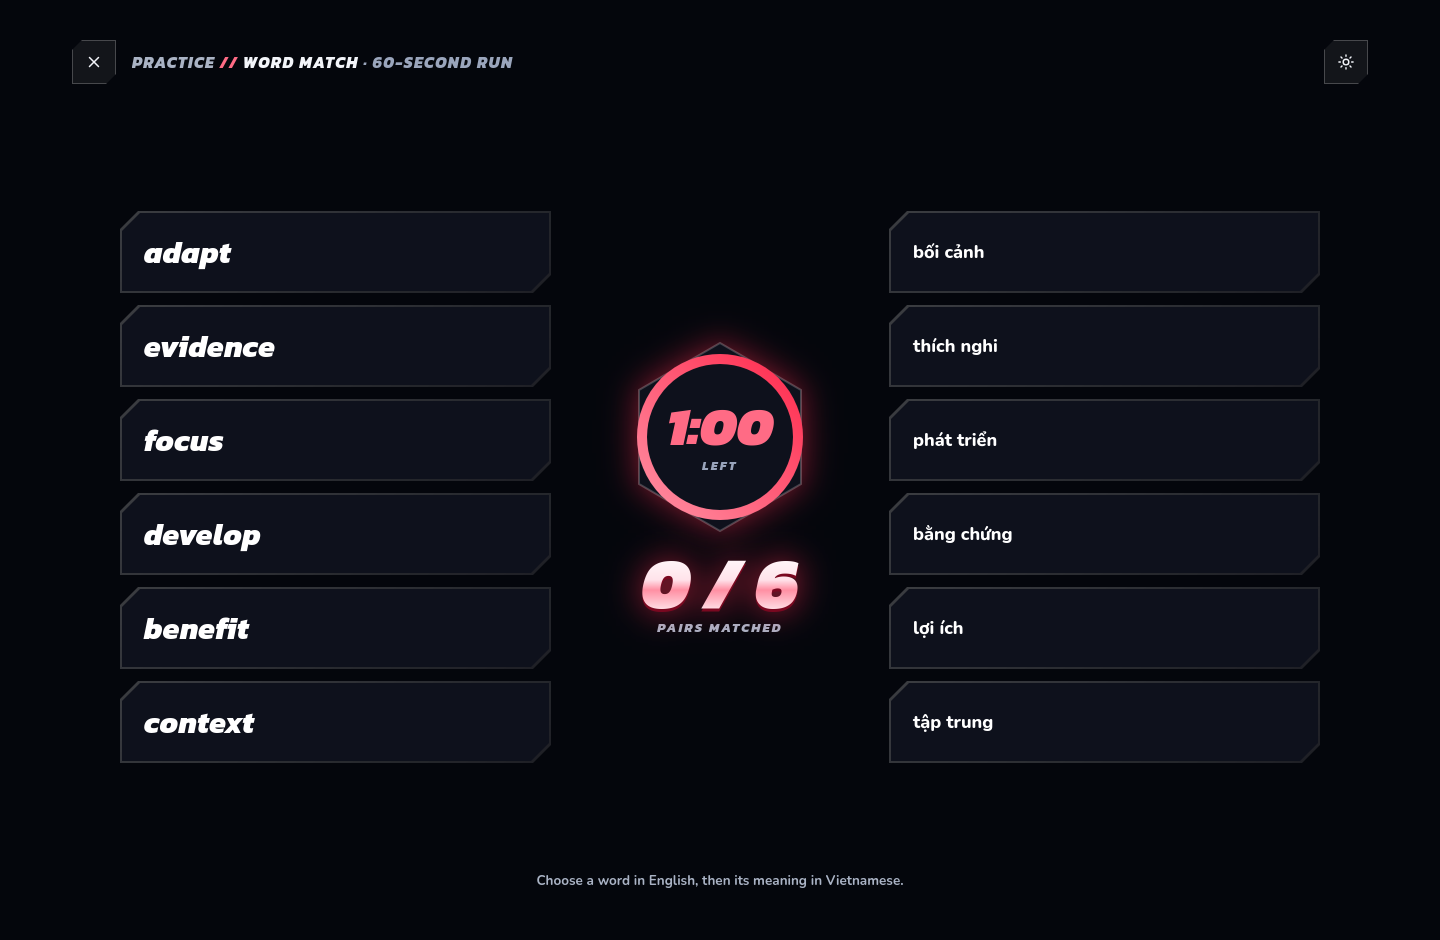 PRACTICE // WORD MATCH · 60-SECOND RUN
adapt
evidence
focus
develop
benefit
context
1:00
LEFT
0 / 6
PAIRS MATCHED
bối cảnh
thích nghi
phát triển
bằng chứng
lợi ích
tập trung
Choose a word in English, then its meaning in Vietnamese.